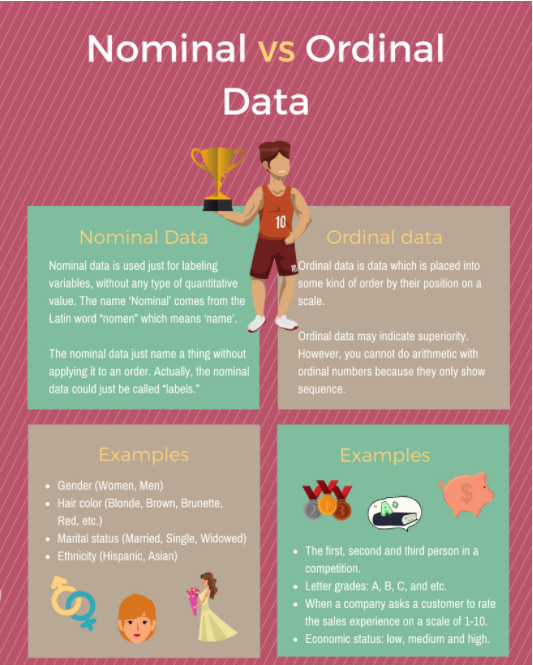 Nominal vs Ordinal
Data
10
10
Nominal Data
Nominal data is used just for labeling
variables, without any type of quantitative
value. The name ‘Nominal’ comes from the
Latin word “nomen” which means ‘name’.
The nominal data just name a thing without
applying it to an order. Actually, the nominal
data could just be called “labels.”
Ordinal data
Ordinal data is data which is placed into
some kind of order by their position on a
scale.
Ordinal data may indicate superiority.
However, you cannot do arithmetic with
ordinal numbers because they only show
sequence.
Examples
Gender (Women, Men)
Hair color (Blonde, Brown, Brunette,
Red, etc.)
Marital status (Married, Single, Widowed)
Ethnicity (Hispanic, Asian)
Examples
2 1 3
A
$
The first, second and third person in a
competition.
Letter grades: A, B, C, and etc.
When a company asks a customer to rate
the sales experience on a scale of 1-10.
Economic status: low, medium and high.